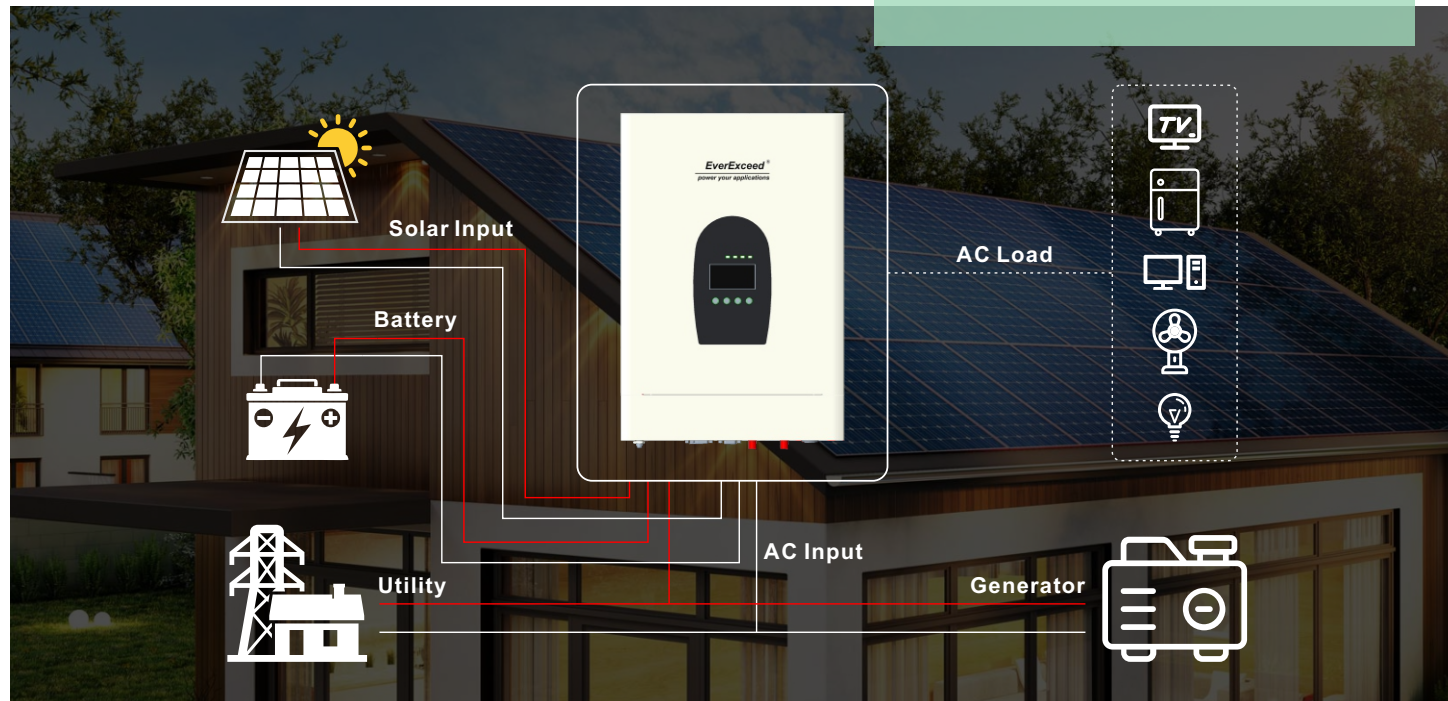 EverExceed®
power your applications
TV
Solar Input
AC Load
Battery
AC Input
Utility
Generator